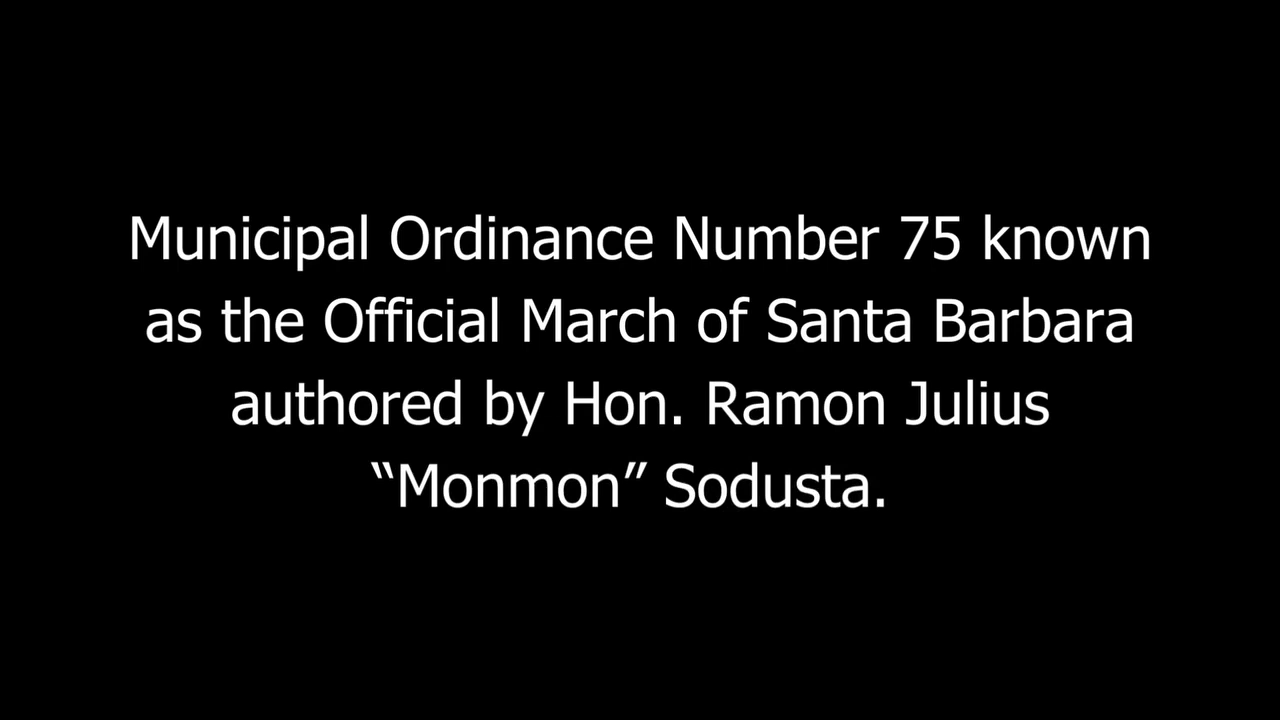 Municipal Ordinance Number 75 known
as the Official March of Santa Barbara
authored by Hon. Ramon Julius
“Monmon” Sodusta.